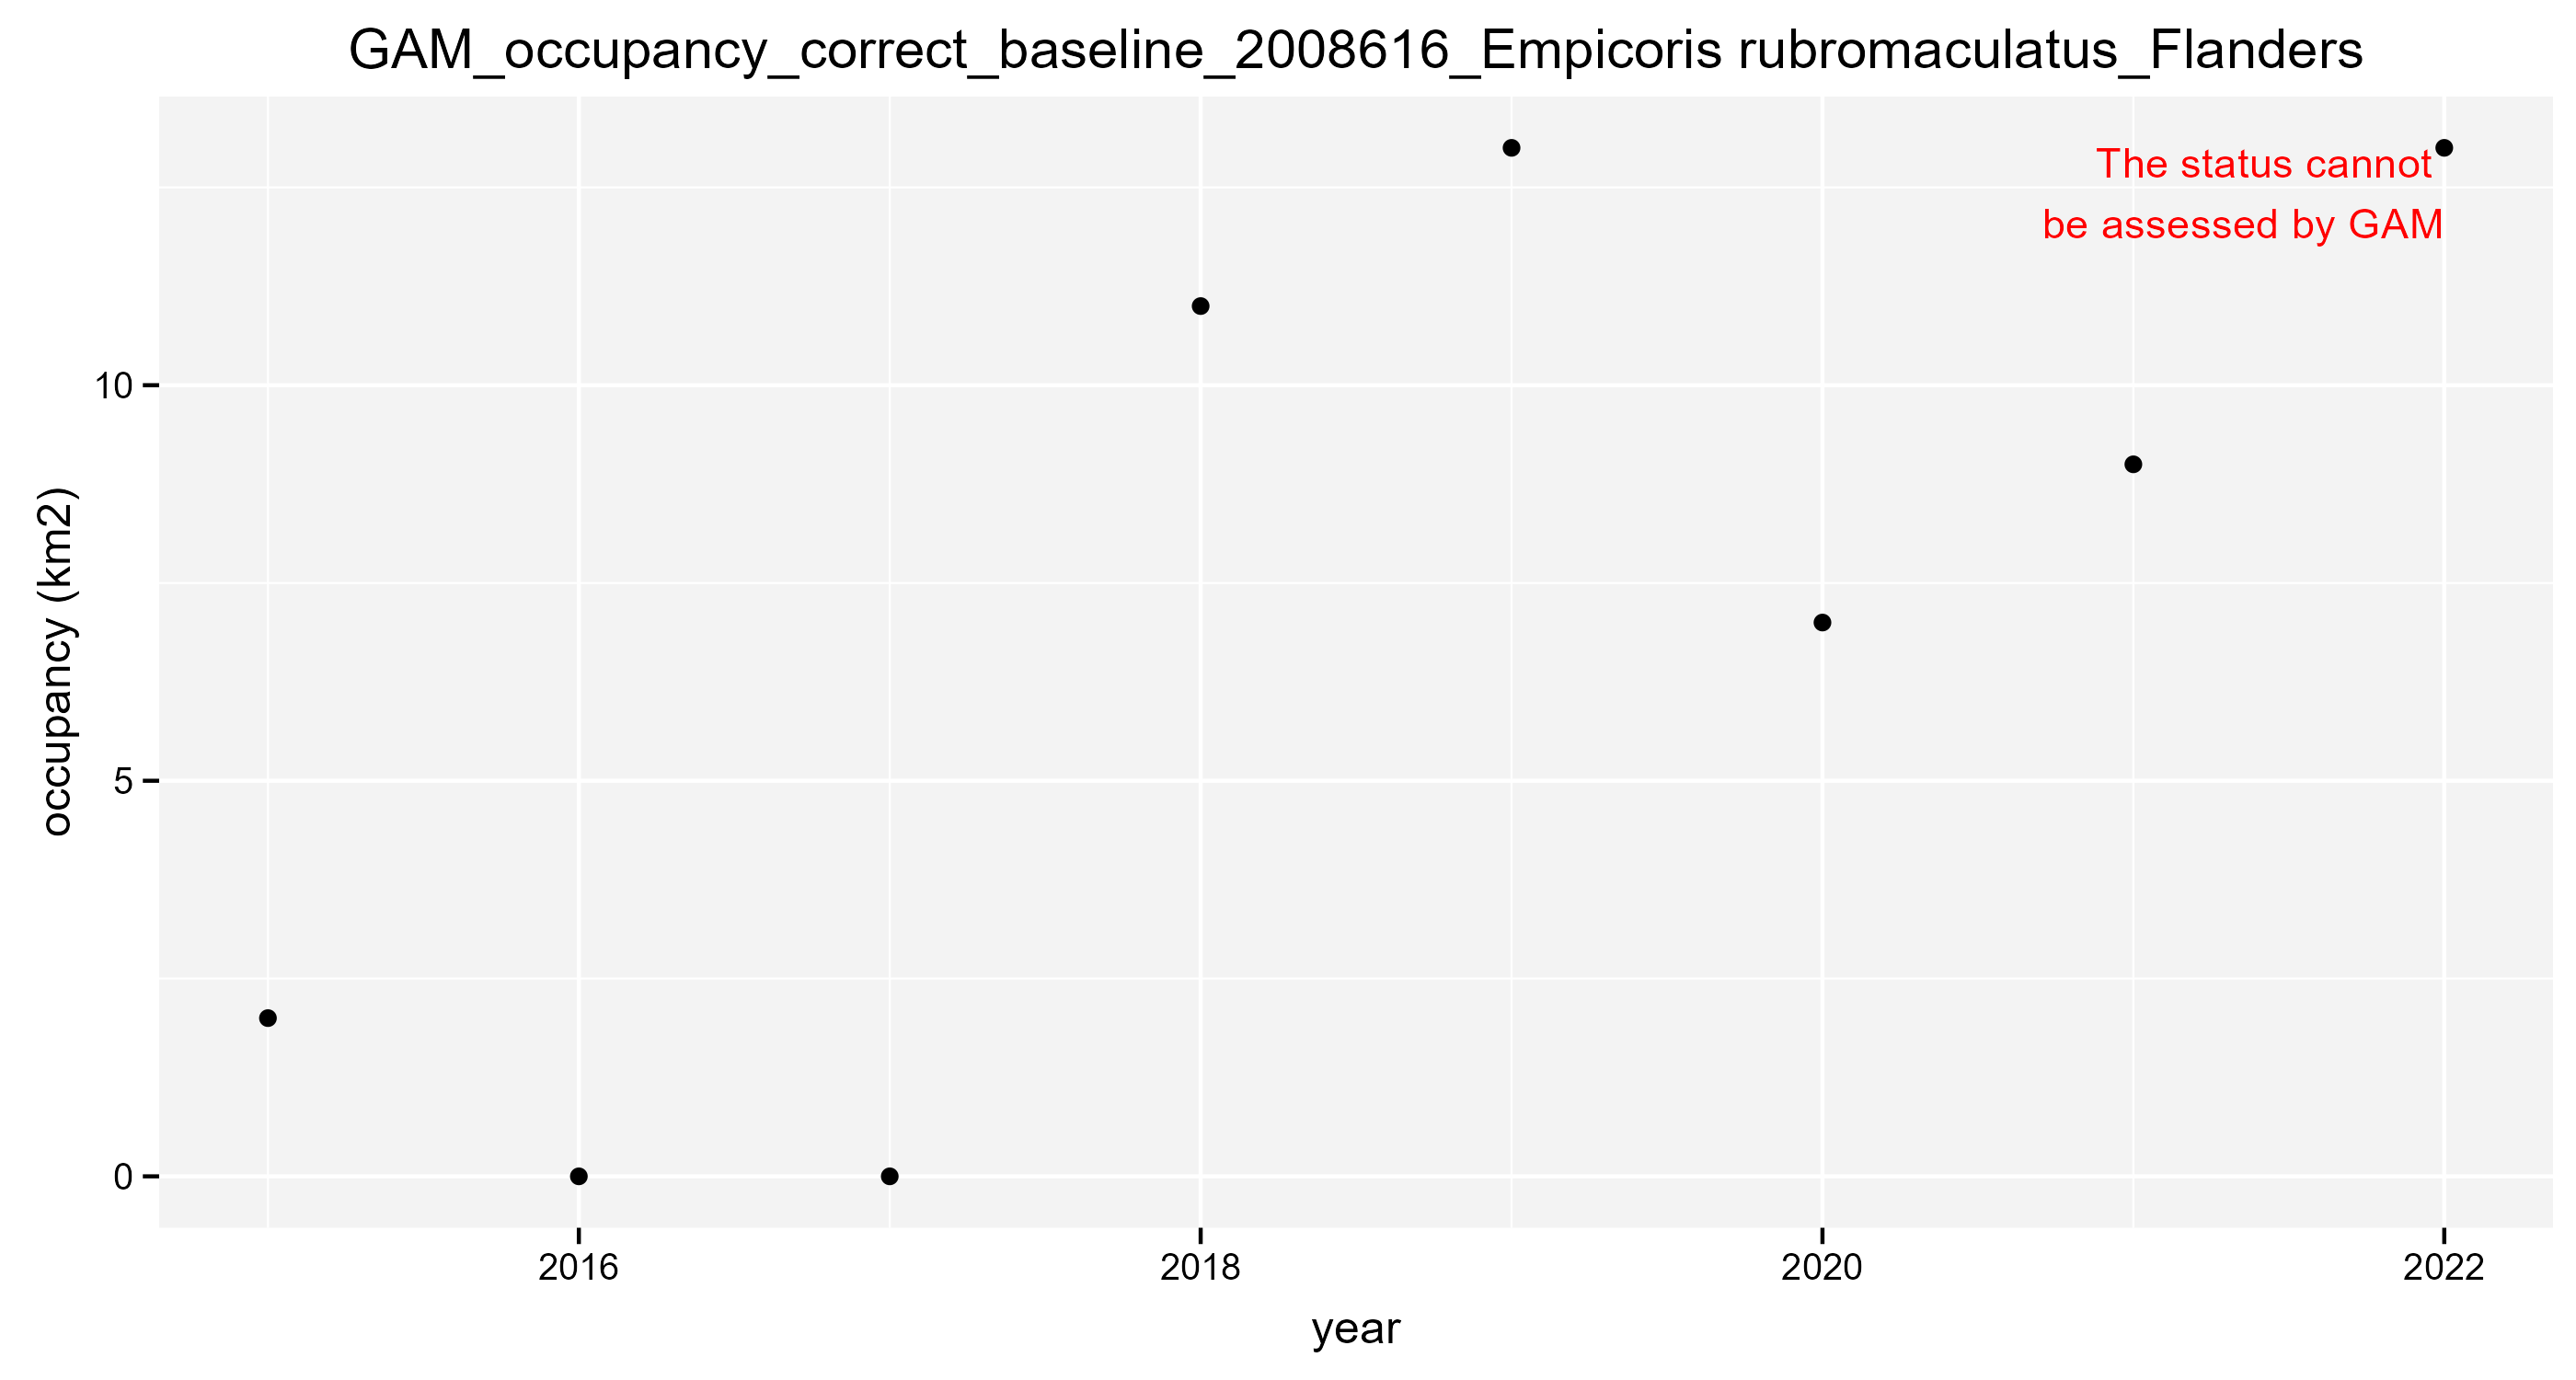 GAM_occupancy_correct_baseline_2008616_Empicoris rubromaculatus_Flanders
The status cannot
be assessed by GAM
10
5
0
occupancy (km2)
2016
2018
2020
2022
year